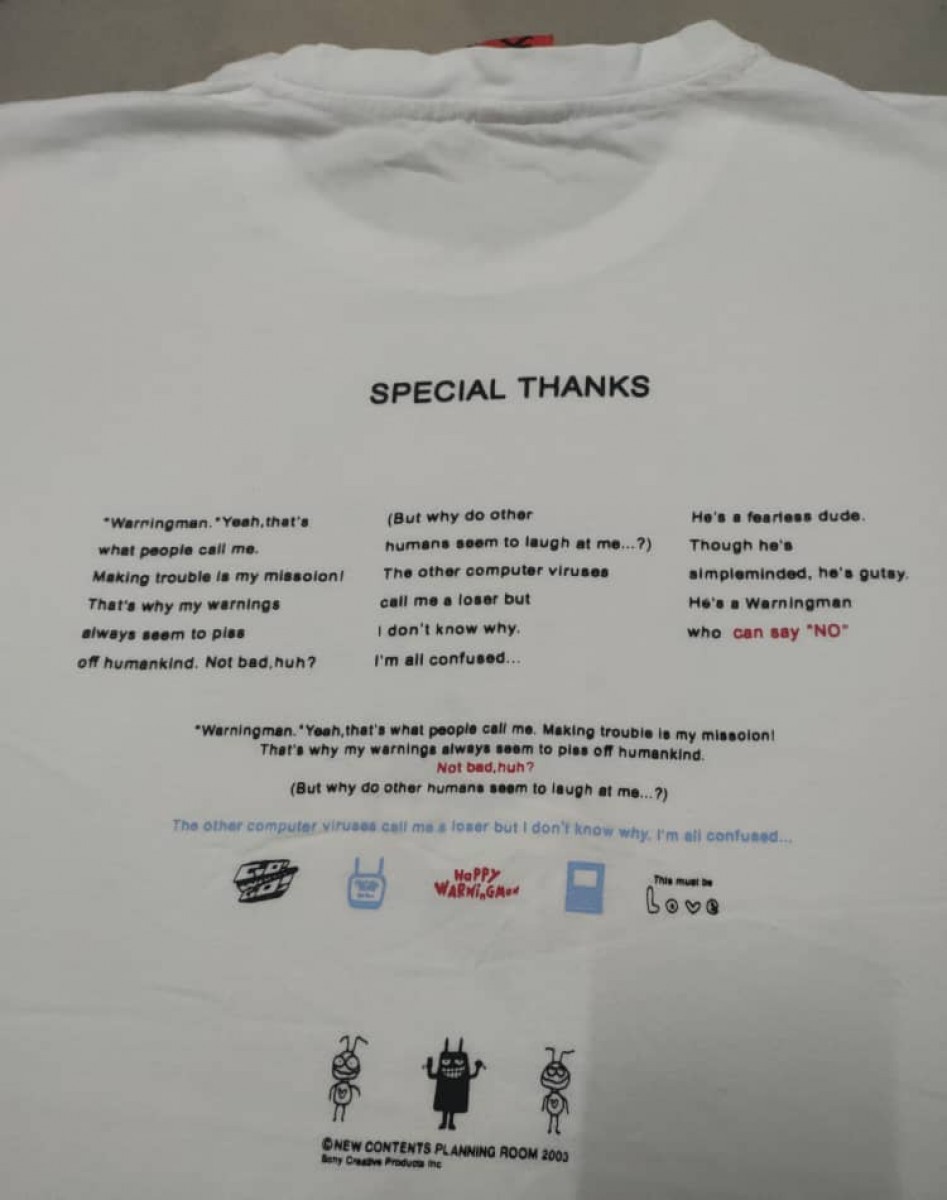 SPECIAL THANKS
"Warningman."Yeah,that's
what people call me.
Making trouble is my missoion!
That's why my warnings
always seem to piss
off humankind. Not bad,huh?
(But why do other
humans seem to laugh at me...?)
The other computer viruses
call me a loser but
I don't know why.
I'm all confused...
He's a fearless dude.
Though he's
simpleminded, he's gutsy.
He's a Warningman
who can say "NO"
"Warningman."Yeah,that's what people call me. Making trouble is my missoion!
That's why my warnings always seem to piss off humankind.
Not bad,huh?
(But why do other humans seem to laugh at me...?)
The other computer viruses call me a loser but I don't know why. I'm all confused...
GO!
GO!
HAPPY
WARNiNGMAN
This must be
Love
©NEW CONTENTS PLANNING ROOM 2003
Sony Creative Products Inc